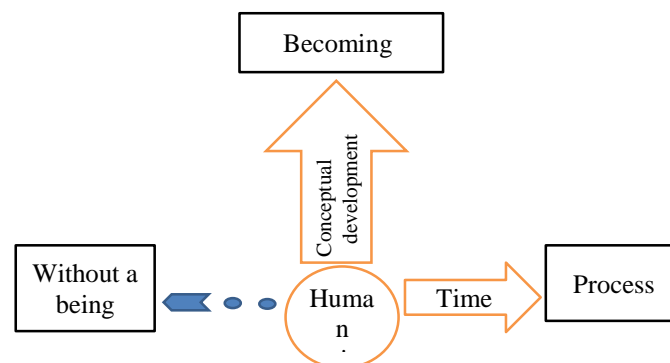 Becoming
Conceptual
development
Without a
being
Huma
n
Time
Process